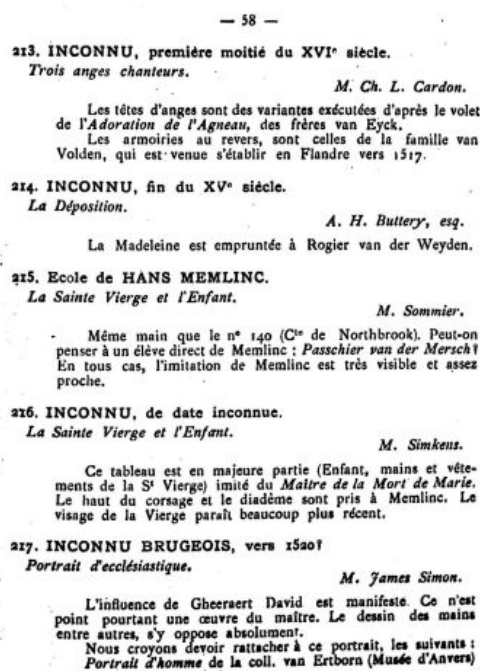 — 58 —
213. INCONNU, première moitié du XVIe siècle.
Trois anges chanteurs.
M. Ch. L. Cardon.
Les têtes d'anges sont des variantes exécutées d'après le volet
de l'Adoration de l'Agneau, des frères van Eyck.
Les armoiries au revers, sont celles de la famille van
Volden, qui est venue s'établir en Flandre vers 1517.
214. INCONNU, fin du XVe siècle.
La Déposition.
A. H. Buttery, esq.
La Madeleine est empruntée à Rogier van der Weyden.
215. Ecole de HANS MEMLINC.
La Sainte Vierge et l'Enfant.
M. Sommier.
Même main que le n° 140 (Cte de Northbrook). Peut-on
penser à un élève direct de Memlinc : Passchier van der Mersch?
En tous cas, l'imitation de Memlinc est très visible et assez
proche.
216. INCONNU, de date inconnue.
La Sainte Vierge et l'Enfant.
M. Simkens.
Ce tableau est en majeure partie (Enfant, mains et vête-
ments de la St Vierge) imité du Maître de la Mort de Marie.
Le haut du corsage et le diadème sont pris à Memlinc. Le
visage de la Vierge paraît beaucoup plus récent.
217. INCONNU BRUGEOIS, vers 1520?
Portrait d'ecclésiastique.
M. James Simon.
L'influence de Gheeraert David est manifeste. Ce n'est
point pourtant une œuvre du maître. Le dessin des mains
entre autres, s'y oppose absolument.
Nous croyons devoir rattacher à ce portrait, les suivants :
Portrait d'homme de la coll. van Ertborn (Musée d'Anvers)